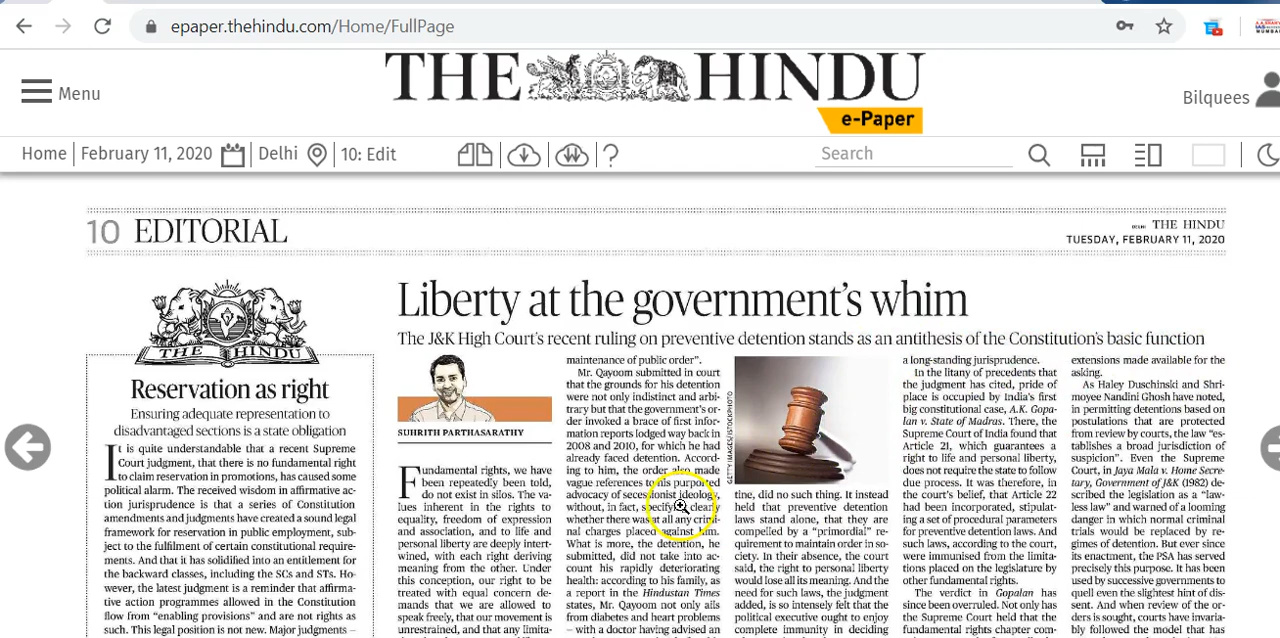 epaper.thehindu.com/Home/FullPage
Menu
THE HINDU
e-Paper
Bilquees
Home
February 11, 2020
Delhi
10: Edit
?
Search
10 EDITORIAL
DELHI THE HINDU
TUESDAY, FEBRUARY 11, 2020
THE HINDU
Reservation as right
Ensuring adequate representation to
disadvantaged sections is a state obligation
It is quite understandable that a recent Supreme
Court judgment, that there is no fundamental right
to claim reservation in promotions, has caused some
political alarm. The received wisdom in affirmative ac-
tion jurisprudence is that a series of Constitution
amendments and judgments have created a sound legal
framework for reservation in public employment, sub-
ject to the fulfilment of certain constitutional require-
ments. And that it has solidified into an entitlement for
the backward classes, including the SCs and STs. Ho-
wever, the latest judgment is a reminder that affirma-
tive action programmes allowed in the Constitution
flow from "enabling provisions" and are not rights as
such. This legal position is not new. Major judgments –
Liberty at the government's whim
The J&K High Court's recent ruling on preventive detention stands as an antithesis of the Constitution's basic function
SUHRITH PARTHASARATHY
Fundamental rights, we have
been repeatedly been told,
do not exist in silos. The va-
lues inherent in the rights to
equality, freedom of expression
and association, and to life and
personal liberty are deeply inter-
twined, with each right deriving
meaning from the other. Under
this conception, our right to be
treated with equal concern de-
mands that we are allowed to
speak freely, that our movement is
unrestrained, and that any limita-
maintenance of public order".
Mr. Qayoom submitted in court
that the grounds for his detention
were not only indistinct and arbi-
trary but that the government's or-
der invoked a brace of first infor-
mation reports lodged way back in
2008 and 2010, for which he had
already faced detention. Accord-
ing to him, the order also made
vague references to his purported
advocacy of secessionist ideology,
without, in fact, specifying clearly
whether there was at all any crimi-
nal charges placed against him.
What is more, the detention, he
submitted, did not take into ac-
count his rapidly deteriorating
health: according to his family, as
a report in the Hindustan Times
states, Mr. Qayoom not only ails
from diabetes and heart problems
– with a doctor having advised an
GETTY IMAGES/ISTOCKPHOTO
tine, did no such thing. It instead
held that preventive detention
laws stand alone, that they are
compelled by a "primordial" re-
quirement to maintain order in so-
ciety. In their absence, the court
said, the right to personal liberty
would lose all its meaning. And the
need for such laws, the judgment
added, is so intensely felt that the
political executive ought to enjoy
complete immunity in deciding
a long-standing jurisprudence.
In the litany of precedents that
the judgment has cited, pride of
place is occupied by India's first
big constitutional case, A.K. Gopa-
lan v. State of Madras. There, the
Supreme Court of India found that
Article 21, which guarantees a
right to life and personal liberty,
does not require the state to follow
due process. It was therefore, in
the court's belief, that Article 22
had been incorporated, stipulat-
ing a set of procedural parameters
for preventive detention laws. And
such laws, according to the court,
were immunised from the limita-
tions placed on the legislature by
other fundamental rights.
The verdict in Gopalan has
since been overruled. Not only has
the Supreme Court held that the
fundamental rights chapter com-
extensions made available for the
asking.
As Haley Duschinski and Shri-
moyee Nandini Ghosh have noted,
in permitting detentions based on
postulations that are protected
from review by courts, the law "es-
tablishes a broad jurisdiction of
suspicion". Even the Supreme
Court, in Jaya Mala v. Home Secre-
tary, Government of J&K (1982) de-
scribed the legislation as a "law-
less law" and warned of a looming
danger in which normal criminal
trials would be replaced by re-
gimes of detention. But ever since
its enactment, the PSA has served
precisely this purpose. It has been
used by successive governments to
quell even the slightest hint of dis-
sent. And when review of the or-
ders is sought, courts have invaria-
bly followed the model that has